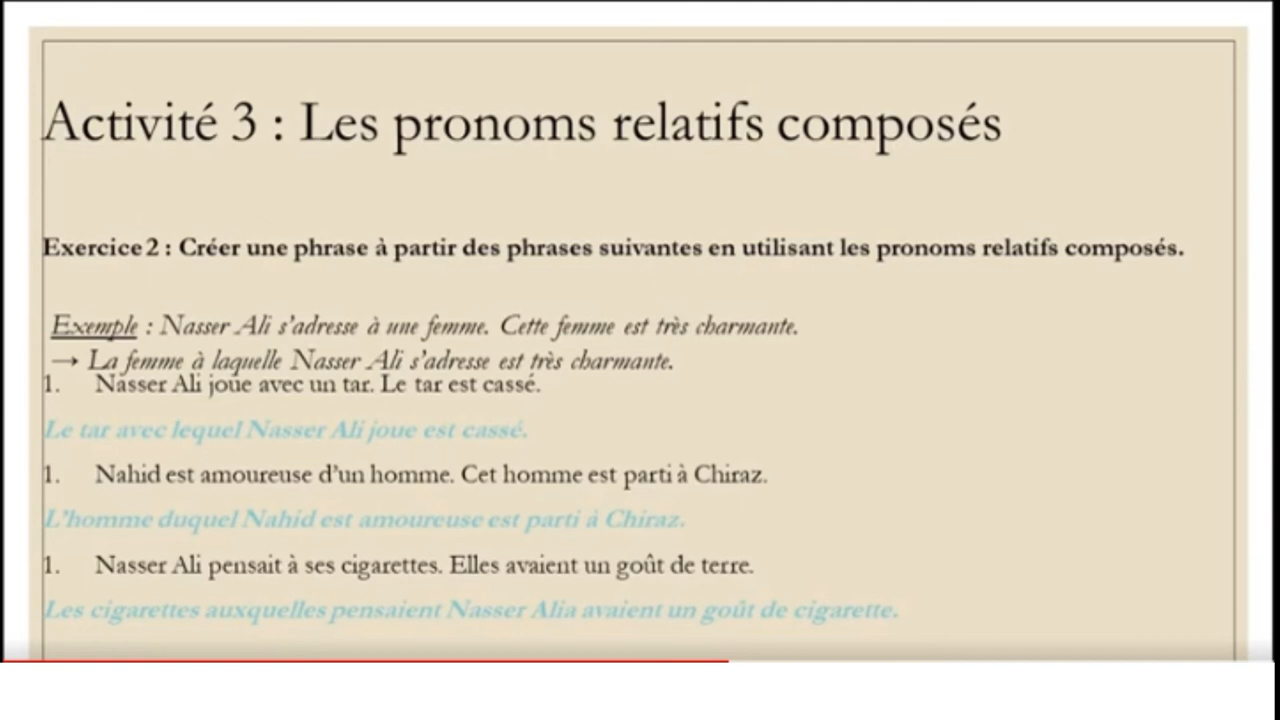 Activité 3 : Les pronoms relatifs composés
Exercice 2 : Créer une phrase à partir des phrases suivantes en utilisant les pronoms relatifs composés.
Exemple : Nasser Ali s'adresse à une femme. Cette femme est très charmante.
→ La femme à laquelle Nasser Ali s'adresse est très charmante.
1. Nasser Ali joue avec un tar. Le tar est cassé.
Le tar avec lequel Nasser Ali joue est cassé.
1. Nahid est amoureuse d'un homme. Cet homme est parti à Chiraz.
L'homme duquel Nahid est amoureuse est parti à Chiraz.
1. Nasser Ali pensait à ses cigarettes. Elles avaient un goût de terre.
Les cigarettes auxquelles pensaient Nasser Alia avaient un goût de cigarette.